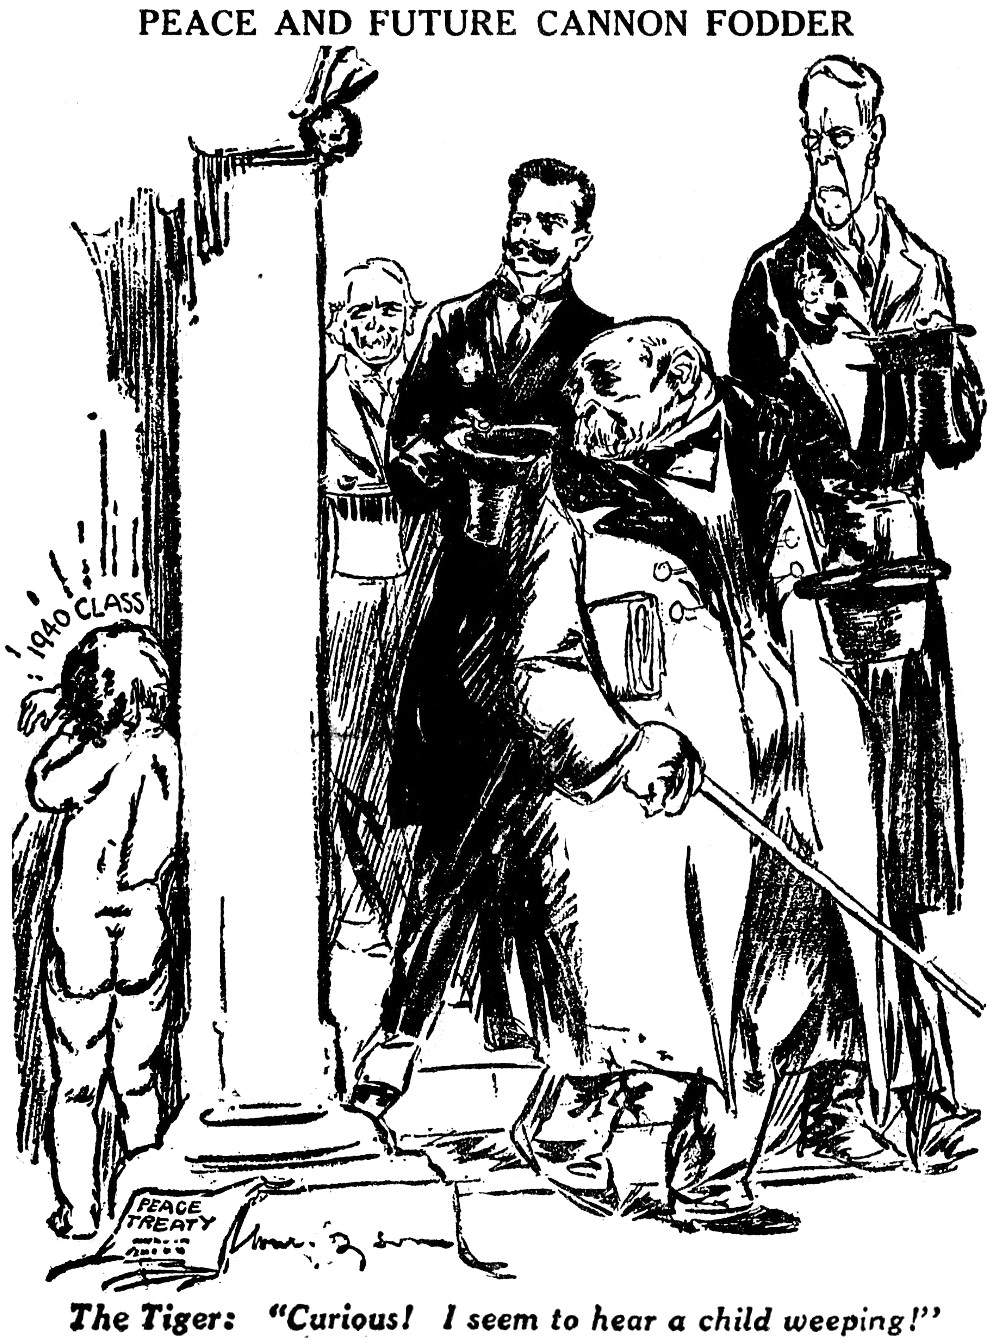 PEACE AND FUTURE CANNON FODDER
1940 CLASS
PEACE
TREATY
The Tiger: "Curious! I seem to hear a child weeping!"